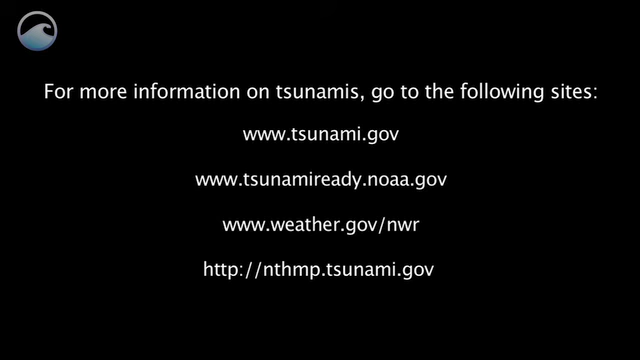 For more information on tsunamis, go to the following sites:
www.tsunami.gov
www.tsunamiready.noaa.gov
www.weather.gov/nwr
http://nthmp.tsunami.gov